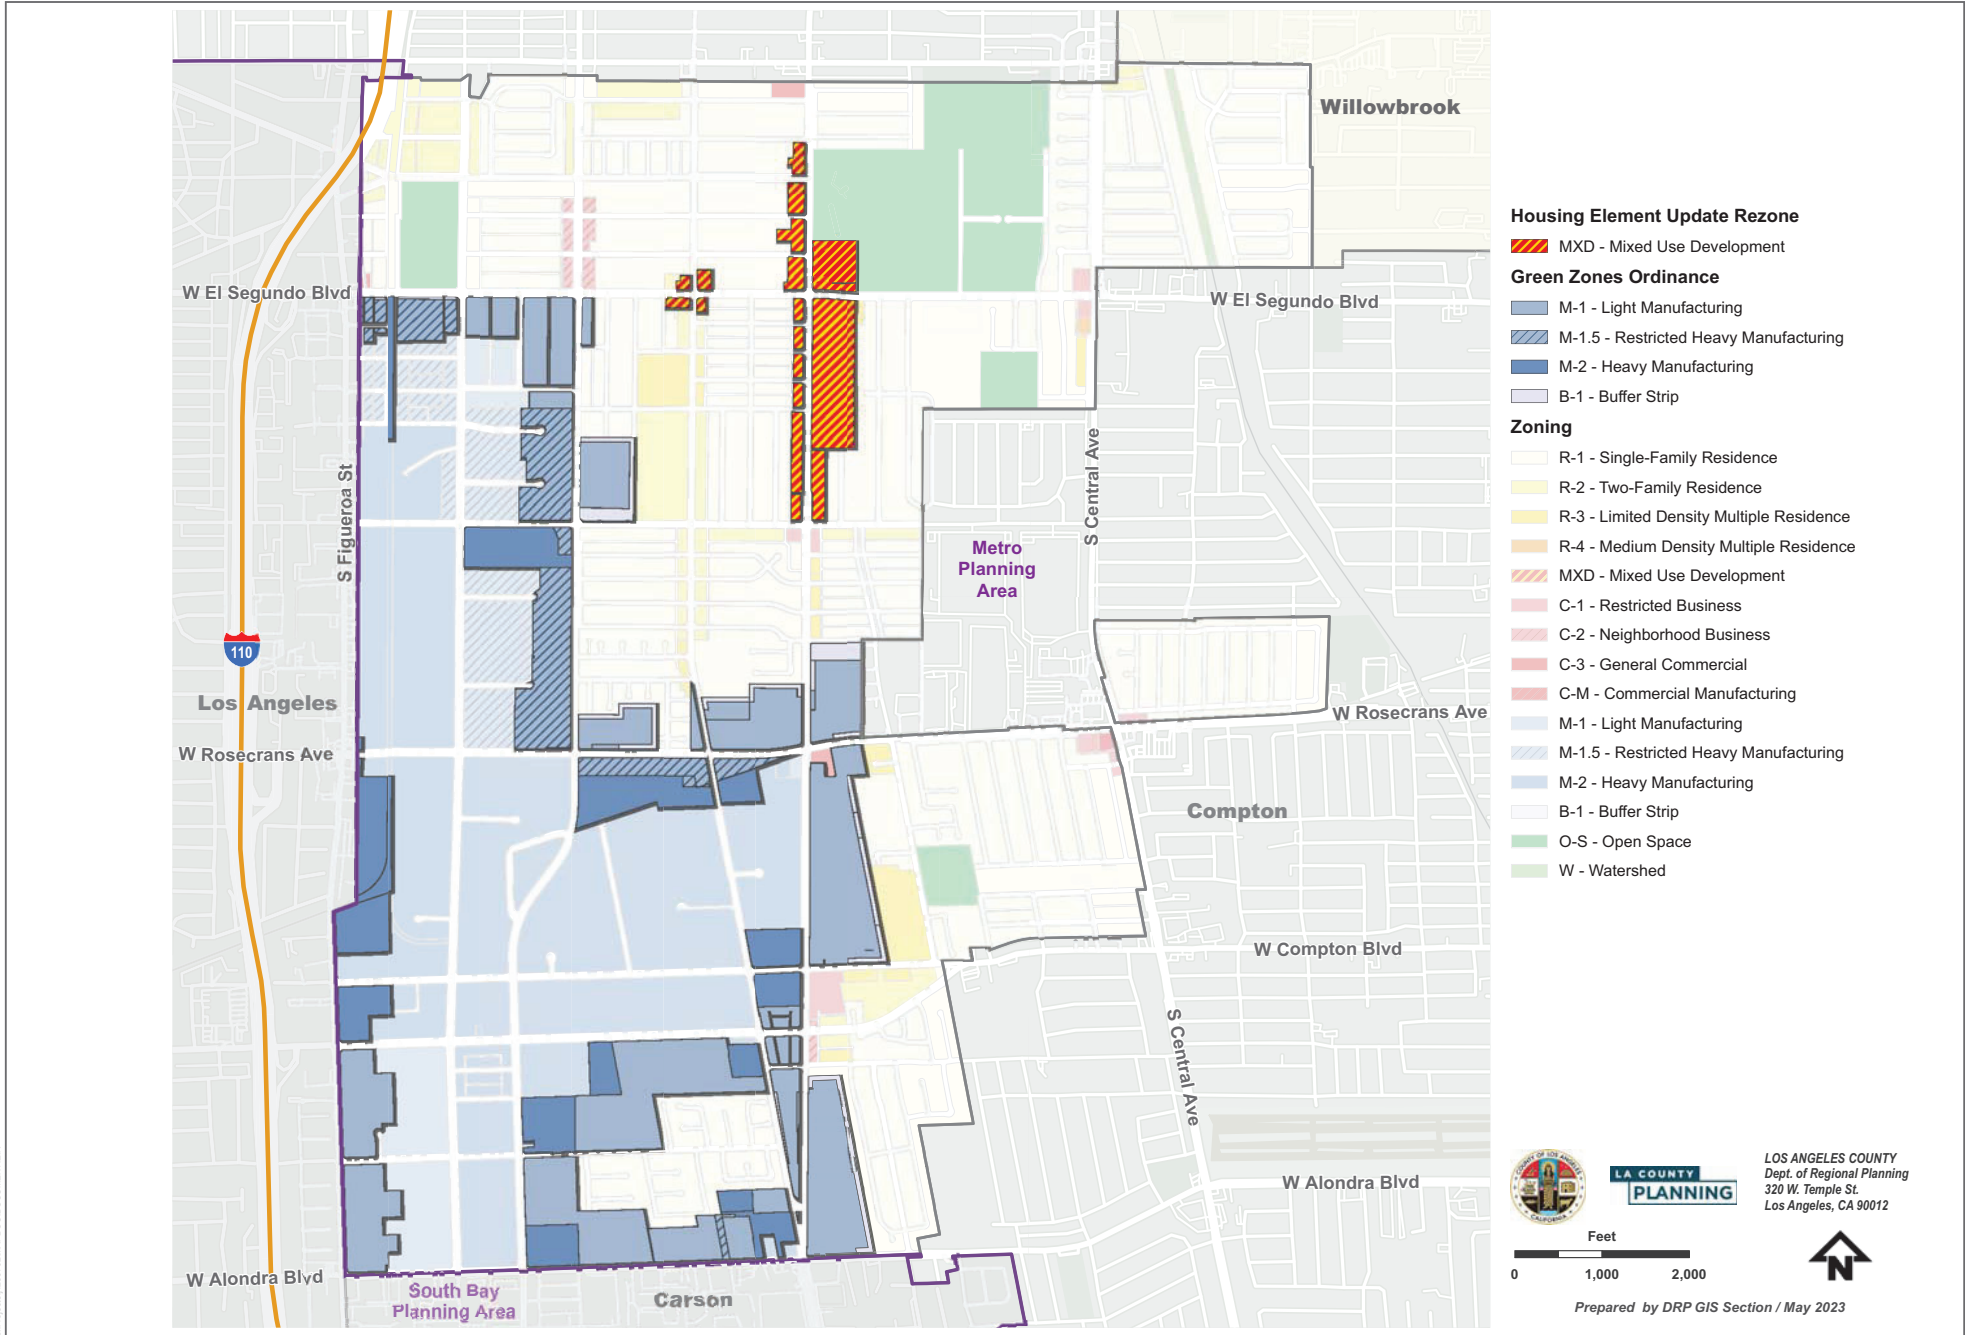 Willowbrook
W El Segundo Blvd
W El Segundo Blvd
S Figueroa St
S Central Ave
Metro
Planning
Area
110
Los Angeles
W Rosecrans Ave
W Rosecrans Ave
Compton
W Compton Blvd
S Central Ave
W Alondra Blvd
W Alondra Blvd
South Bay
Planning Area
Carson
Housing Element Update Rezone
MXD - Mixed Use Development
Green Zones Ordinance
M-1 - Light Manufacturing
M-1.5 - Restricted Heavy Manufacturing
M-2 - Heavy Manufacturing
B-1 - Buffer Strip
Zoning
R-1 - Single-Family Residence
R-2 - Two-Family Residence
R-3 - Limited Density Multiple Residence
R-4 - Medium Density Multiple Residence
MXD - Mixed Use Development
C-1 - Restricted Business
C-2 - Neighborhood Business
C-3 - General Commercial
C-M - Commercial Manufacturing
M-1 - Light Manufacturing
M-1.5 - Restricted Heavy Manufacturing
M-2 - Heavy Manufacturing
B-1 - Buffer Strip
O-S - Open Space
W - Watershed
COUNTY OF LOS ANGELES
CALIFORNIA
LA COUNTY
PLANNING
LOS ANGELES COUNTY
Dept. of Regional Planning
320 W. Temple St.
Los Angeles, CA 90012
Feet
0 1,000 2,000
N
Prepared by DRP GIS Section / May 2023